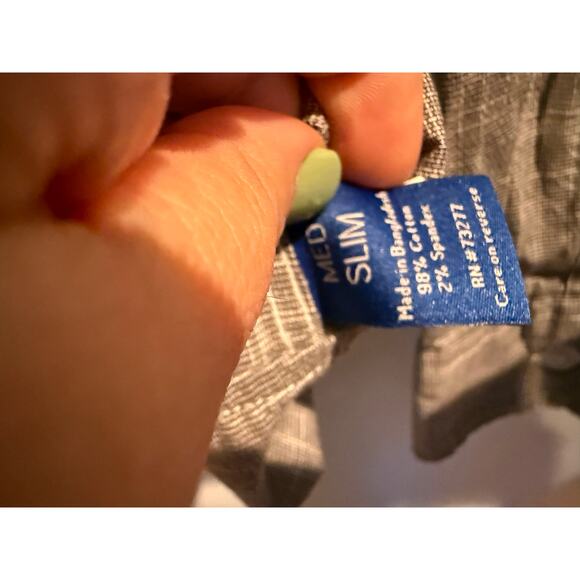 MED
SLIM
Made in Bangladesh
98% Cotton
2% Spandex
RN #73277
Care on reverse